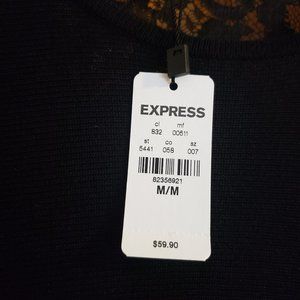 EXPRESS
cl mf
832 00511
st co sz
5441 058 007
82358921
M/M
$59.90